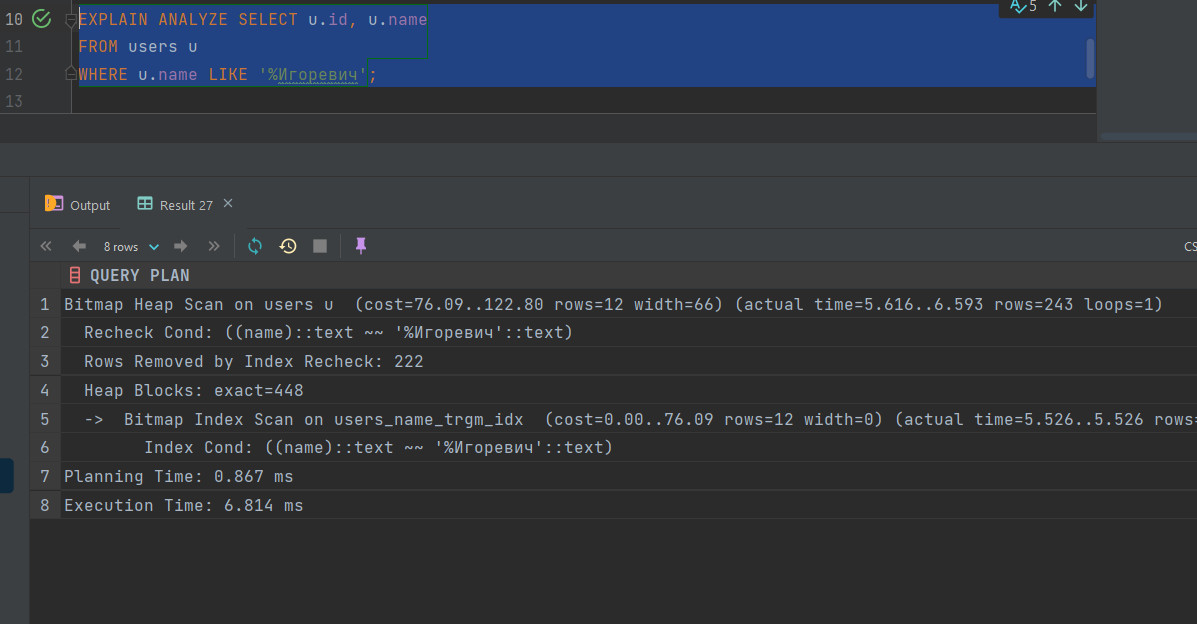 5
10 EXPLAIN ANALYZE SELECT u.id, u.name
11 FROM users u
12 WHERE u.name LIKE '%Игоревич';
13
Output Result 27
8 rows CS
QUERY PLAN
1 Bitmap Heap Scan on users u (cost=76.09..122.80 rows=12 width=66) (actual time=5.616..6.593 rows=243 loops=1)
2 Recheck Cond: ((name)::text ~~ '%Игоревич'::text)
3 Rows Removed by Index Recheck: 222
4 Heap Blocks: exact=448
5 -> Bitmap Index Scan on users_name_trgm_idx (cost=0.00..76.09 rows=12 width=0) (actual time=5.526..5.526 rows=
6 Index Cond: ((name)::text ~~ '%Игоревич'::text)
7 Planning Time: 0.867 ms
8 Execution Time: 6.814 ms